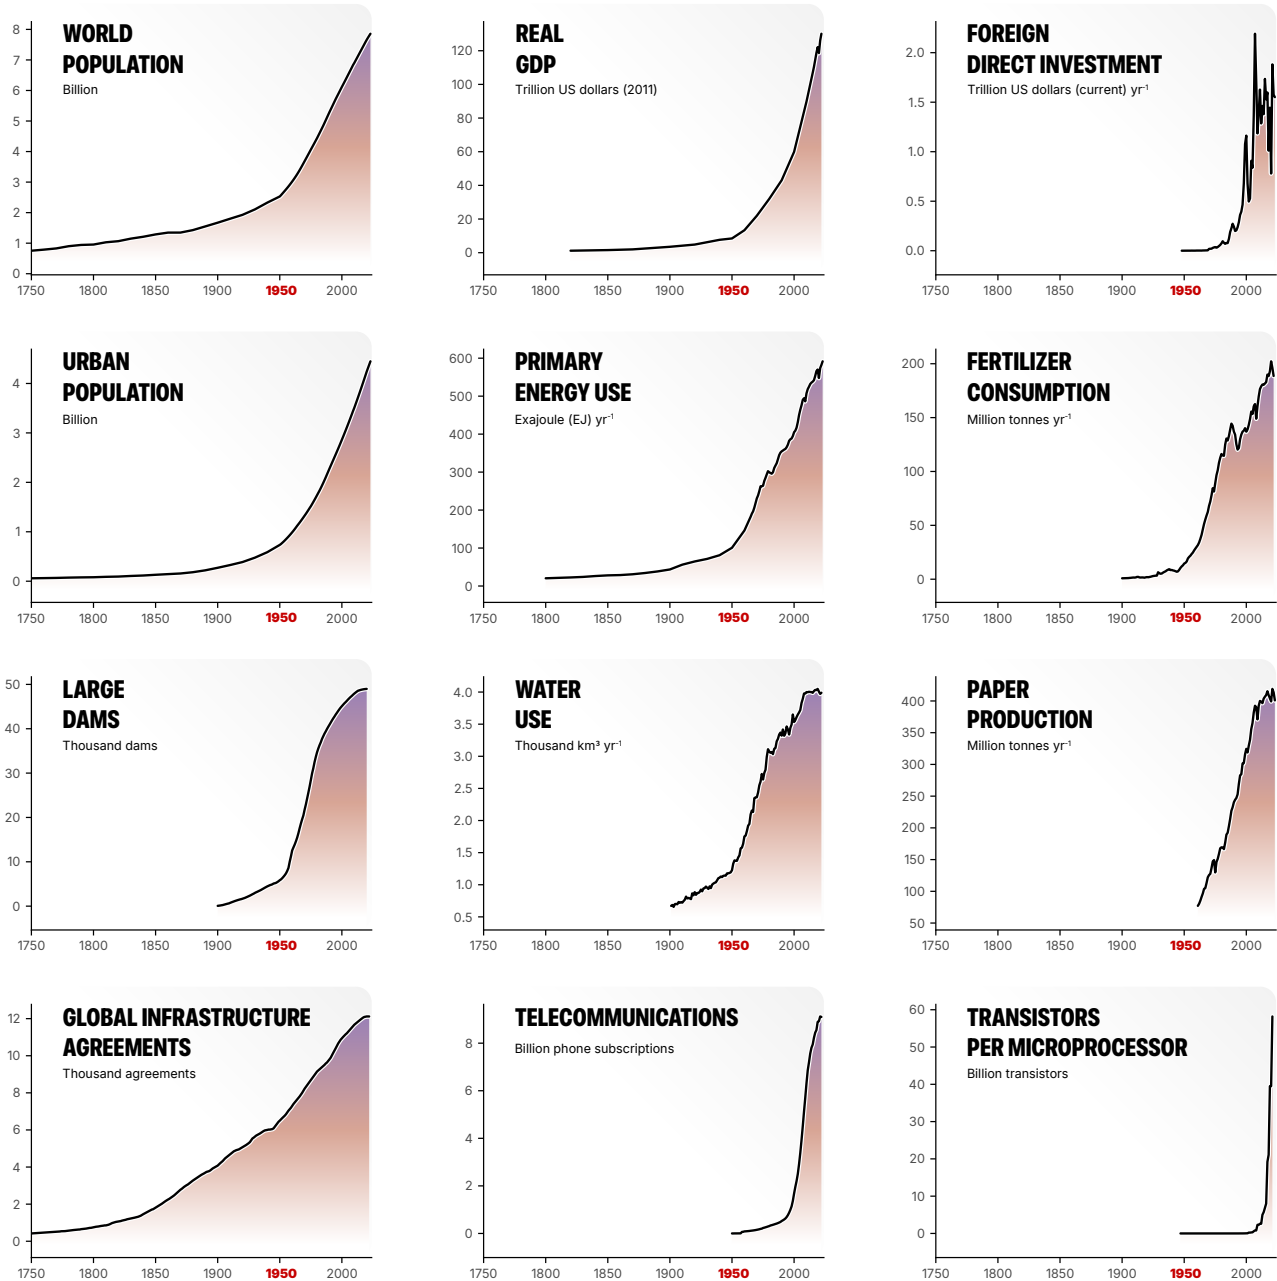 WORLD
POPULATION
Billion
8
7
6
5
4
3
2
1
0
1750 1800 1850 1900 1950 2000
REAL
GDP
Trillion US dollars (2011)
120
100
80
60
40
20
0
1750 1800 1850 1900 1950 2000
FOREIGN
DIRECT INVESTMENT
Trillion US dollars (current) yr⁻¹
2.0
1.5
1.0
0.5
0.0
1750 1800 1850 1900 1950 2000
URBAN
POPULATION
Billion
4
3
2
1
0
1750 1800 1850 1900 1950 2000
PRIMARY
ENERGY USE
Exajoule (EJ) yr⁻¹
600
500
400
300
200
100
0
1750 1800 1850 1900 1950 2000
FERTILIZER
CONSUMPTION
Million tonnes yr⁻¹
200
150
100
50
0
1750 1800 1850 1900 1950 2000
LARGE
DAMS
Thousand dams
50
40
30
20
10
0
1750 1800 1850 1900 1950 2000
WATER
USE
Thousand km³ yr⁻¹
4.0
3.5
3.0
2.5
2.0
1.5
1.0
0.5
1750 1800 1850 1900 1950 2000
PAPER
PRODUCTION
Million tonnes yr⁻¹
400
350
300
250
200
150
100
50
1750 1800 1850 1900 1950 2000
GLOBAL INFRASTRUCTURE
AGREEMENTS
Thousand agreements
12
10
8
6
4
2
0
1750 1800 1850 1900 1950 2000
TELECOMMUNICATIONS
Billion phone subscriptions
8
6
4
2
0
1750 1800 1850 1900 1950 2000
TRANSISTORS
PER MICROPROCESSOR
Billion transistors
60
50
40
30
20
10
0
1750 1800 1850 1900 1950 2000